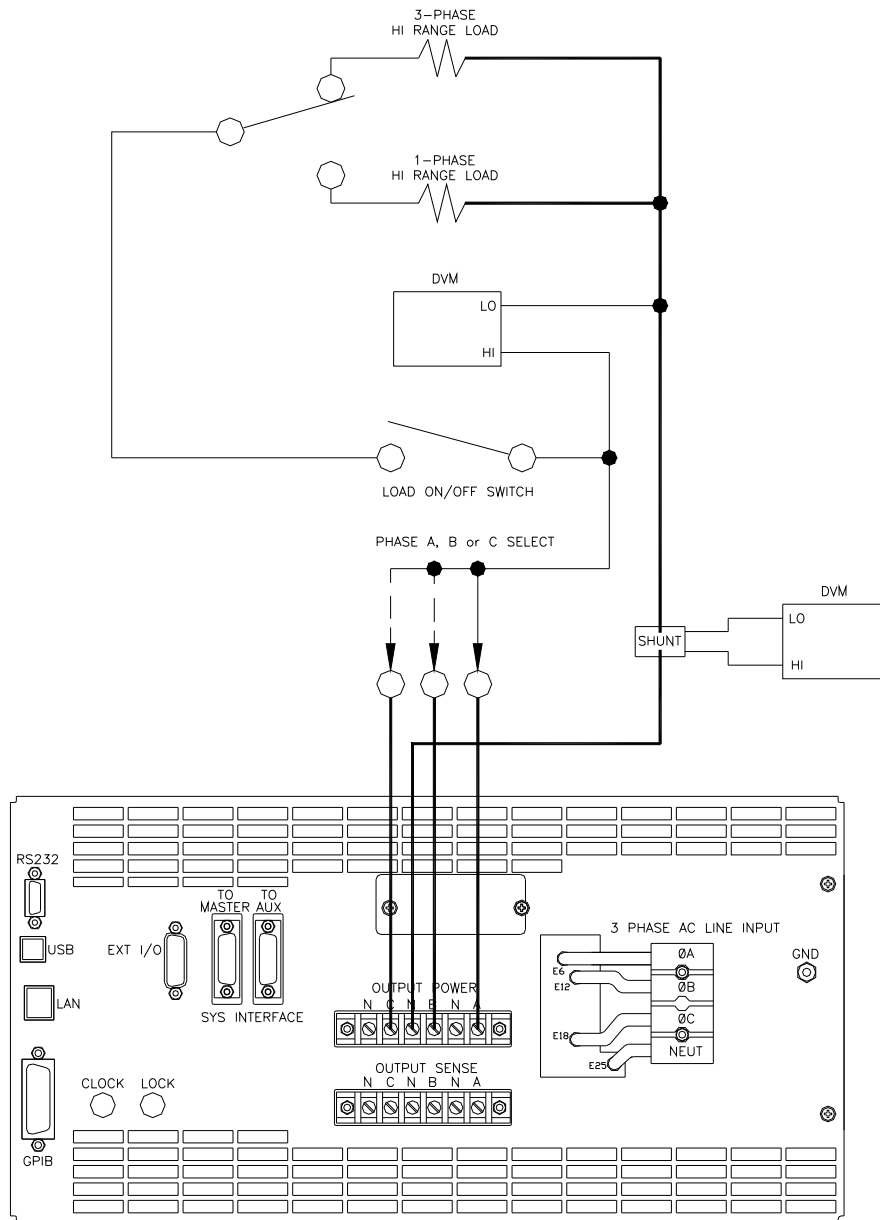 3-PHASE
HI RANGE LOAD
1-PHASE
HI RANGE LOAD
DVM
LO
HI
LOAD ON/OFF SWITCH
PHASE A, B or C SELECT
DVM
LO
HI
SHUNT
RS232
TO TO
MASTER AUX
3 PHASE AC LINE INPUT
USB
EXT I/O
ØA
GND
E6
ØB
E12
LAN
OUTPUT POWER
N C N B N A
SYS INTERFACE
ØC
E18
NEUT
E25
OUTPUT SENSE
N C N B N A
CLOCK LOCK
GPIB